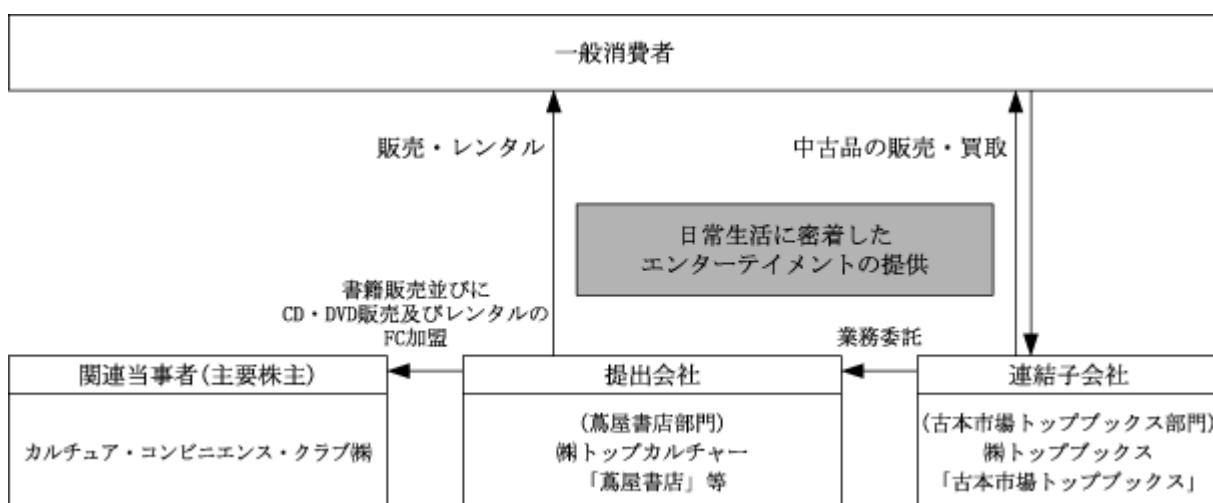 一般消費者
販売・レンタル
中古品の販売・買取
日常生活に密着した
エンターテイメントの提供
書籍販売並びに
CD・DVD販売及びレンタルの
FC加盟
業務委託
関連当事者(主要株主)
カルチュア・コンビニエンス・クラブ㈱
提出会社
(蔦屋書店部門)
㈱トップカルチャー
「蔦屋書店」等
連結子会社
(古本市場トップブックス部門)
㈱トップブックス
「古本市場トップブックス」